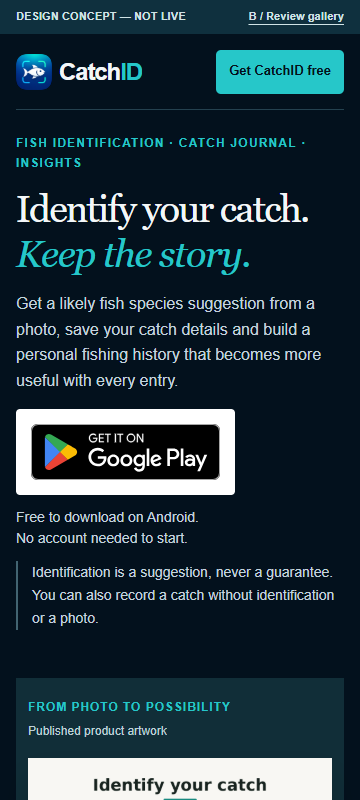 DESIGN CONCEPT — NOT LIVE
B / Review gallery
CatchID
Get CatchID free
FISH IDENTIFICATION · CATCH JOURNAL ·
INSIGHTS
Identify your catch.
Keep the story.
Get a likely fish species suggestion from a
photo, save your catch details and build a
personal fishing history that becomes more
useful with every entry.
GET IT ON
Google Play
Free to download on Android.
No account needed to start.
Identification is a suggestion, never a guarantee.
You can also record a catch without identification
or a photo.
FROM PHOTO TO POSSIBILITY
Published product artwork
Identify your catch